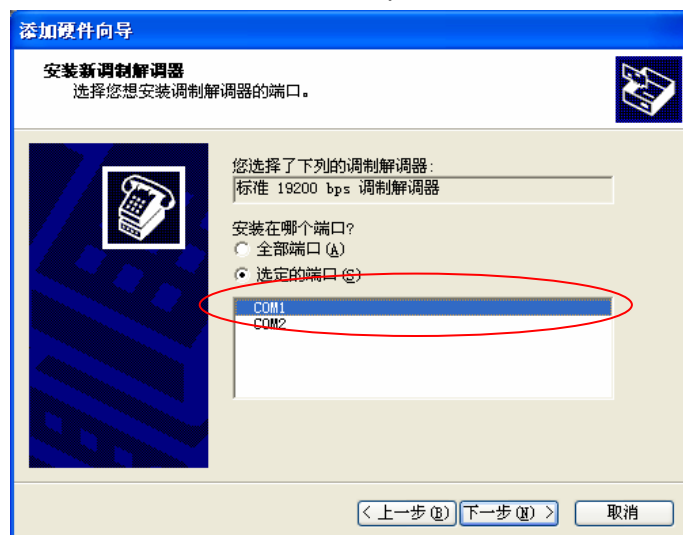 添加硬件向导
安装新调制解调器
选择您想安装调制解调器的端口。
您选择了下列的调制解调器:
标准 19200 bps 调制解调器
安装在哪个端口?
全部端口(A)
选定的端口(S)
COM1
COM2
< 上一步(B) 下一步(N) > 取消